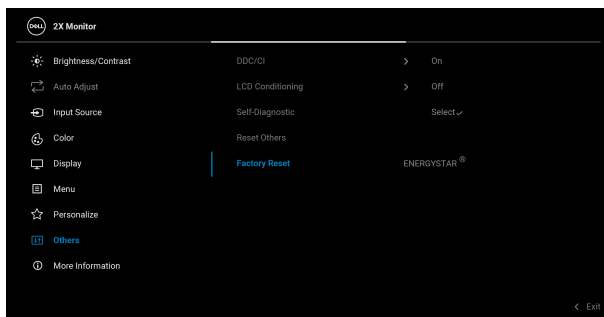 DELL 2X Monitor
Brightness/Contrast DDC/CI > On
Auto Adjust LCD Conditioning > Off
Input Source Self-Diagnostic Select✓
Color Reset Others
Display Factory Reset ENERGYSTAR®
Menu
Personalize
Others
More Information
< Exit